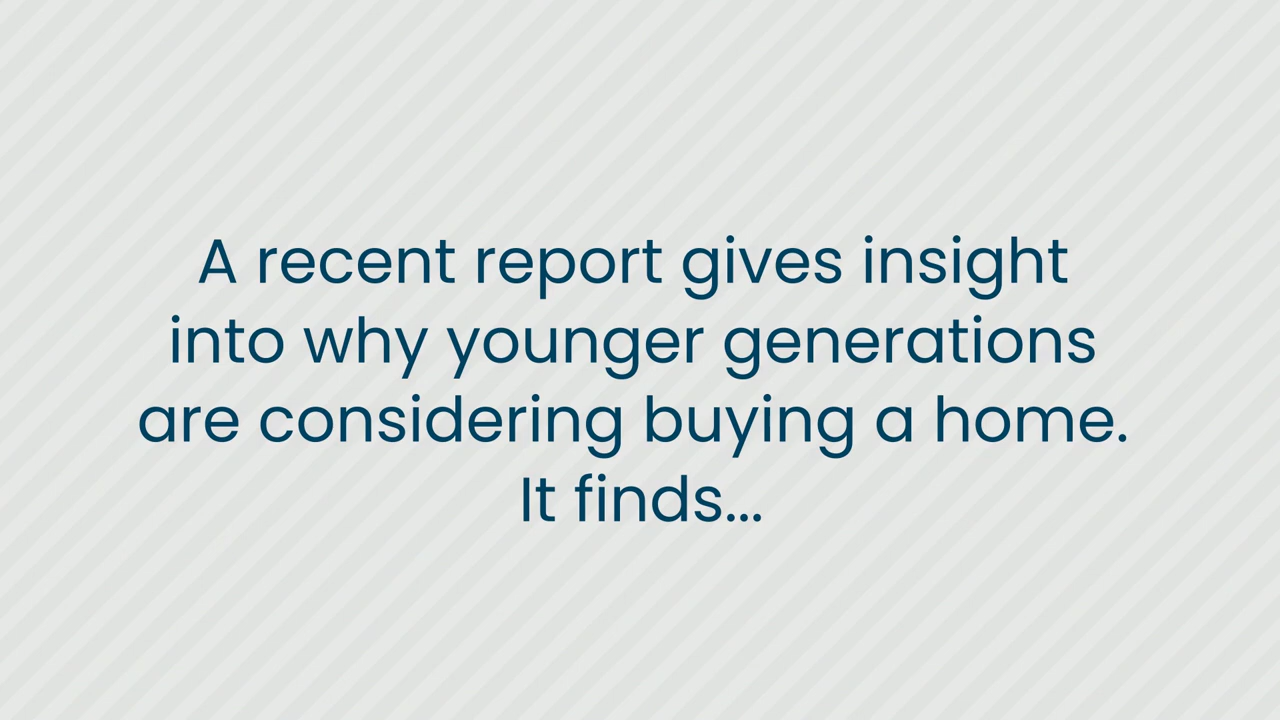 A recent report gives insight
into why younger generations
are considering buying a home.
It finds...